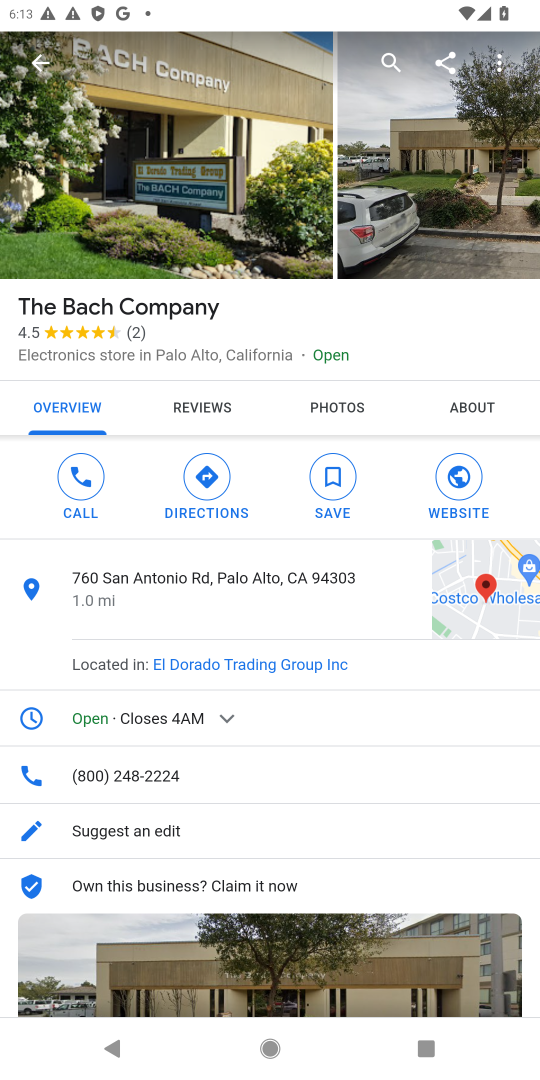 6:13
BACH Company
El Dorado Trading Group
The BACH Company
The Bach Company
4.5 (2)
Electronics store in Palo Alto, California · Open
OVERVIEW REVIEWS PHOTOS ABOUT
CALL DIRECTIONS SAVE WEBSITE
760 San Antonio Rd, Palo Alto, CA 94303
1.0 mi
Costco Wholesa
Located in: El Dorado Trading Group Inc
Open · Closes 4AM
(800) 248-2224
Suggest an edit
Own this business? Claim it now